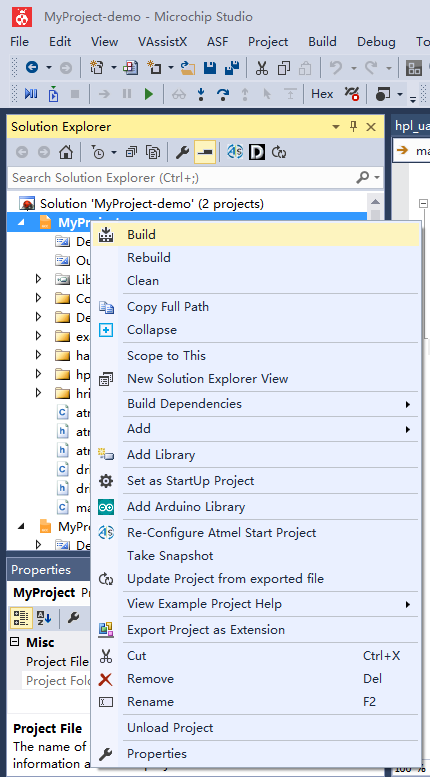 MyProject-demo - Microchip Studio
File Edit View VAssistX ASF Project Build Debug To
Hex
Solution Explorer
hpl_ua
Search Solution Explorer (Ctrl+;)
ma
Solution 'MyProject-demo' (2 projects)
MyProject
Build
De
Rebuild
Ou
Clean
Lib
Copy Full Path
Co
Collapse
De
exa
Scope to This
ha
New Solution Explorer View
hp
Build Dependencies
hri
Add
atr
atr
Add Library
atr
Set as StartUp Project
dri
dri
Add Arduino Library
ma
Re-Configure Atmel Start Project
MyPro
Take Snapshot
De
Update Project from exported file
Properties
View Example Project Help
MyProject Pr
Export Project as Extension
Misc
Cut Ctrl+X
Project File
Remove Del
Project Fold
Rename F2
Project File
Unload Project
The name of
Properties
information a
100 %